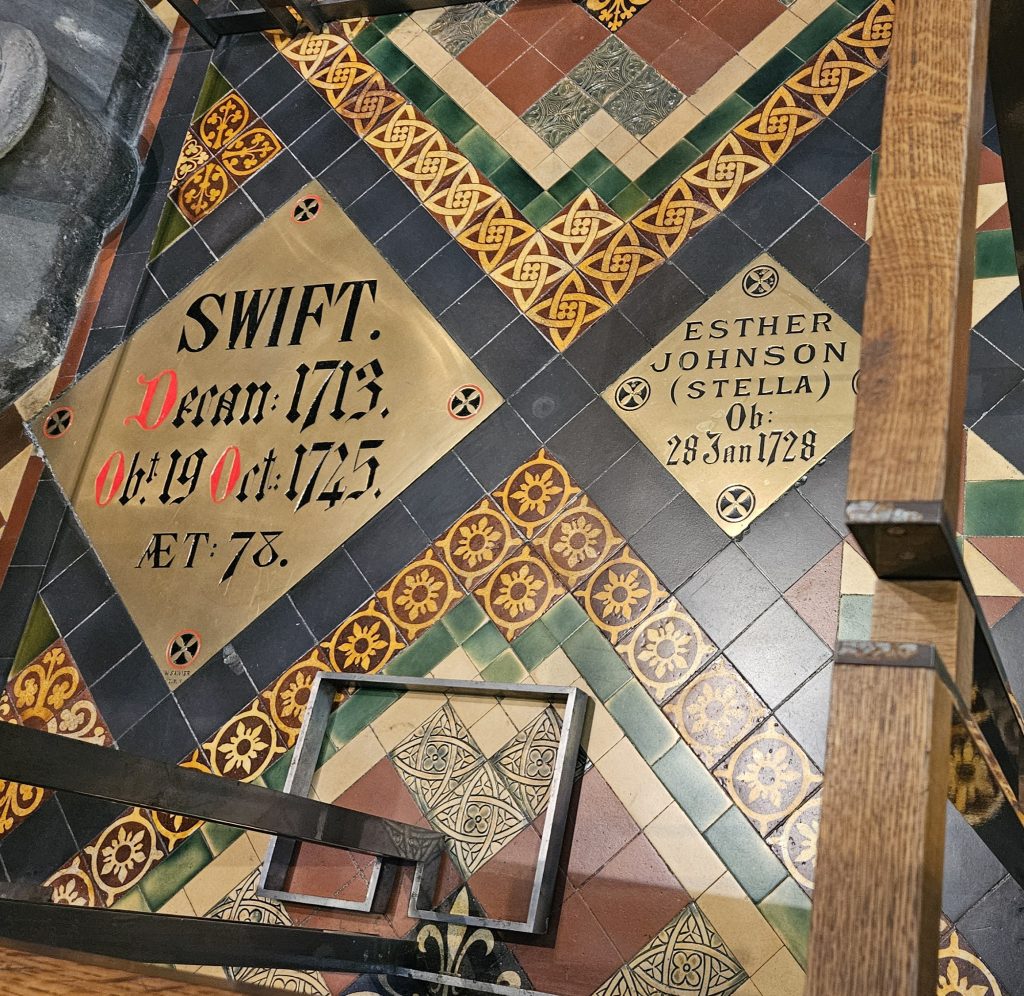 SWIFT.
Decan: 1713.
Obt. 19 Oct: 1745.
ÆT: 78.
ESTHER
JOHNSON
(STELLA)
Ob:
28 Jan 1728